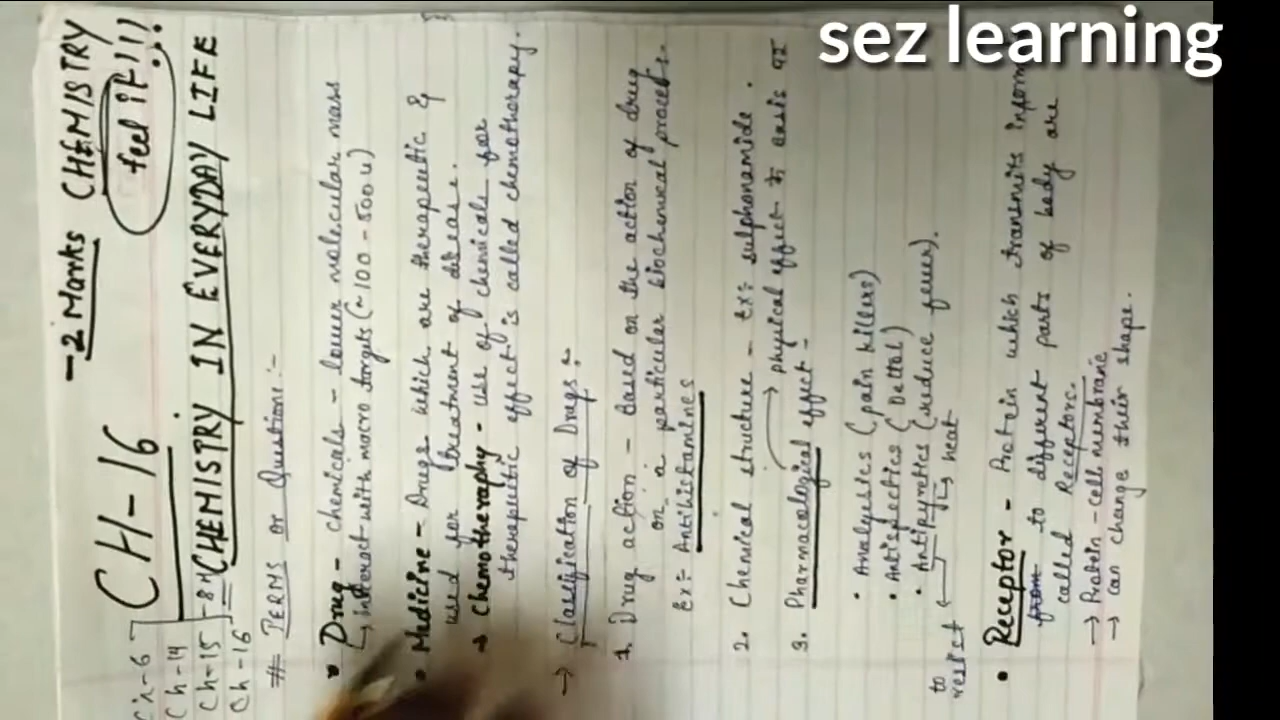 sez learning
CH-16 -2 Marks CHEMISTRY
feel it!!!
Ch-6
Ch-14
Ch-15 -8M
Ch-16
CHEMISTRY IN EVERYDAY LIFE
# TERMS or Questions:-
• Drug - chemicals - lower molecular mass
↳ interact with macro targets (~100-500u)
• Medicine - Drugs which are therapeutic &
used for treatment of disease.
→ Chemotheraphy - use of chemicals for
therapeutic effect is called chemotherapy.
→ Classification of Drugs:-
1. Drug action - Based on the action of drug
on a particular biochemical process.
Ex:- Antihistamines
2. Chemical structure - Ex:- sulphonamide.
→ physical effect के basis पर
3. Pharmacological effect -
• Analgestics (pain killers)
• Antiseptics (Dettol)
• Antipyretics (reduce fever).
to resist ↳ heat
• Receptor - Protein which transmits inform
from to different parts of body are
called Receptors.
→ Protein - cell membrane
→ can change their shape.